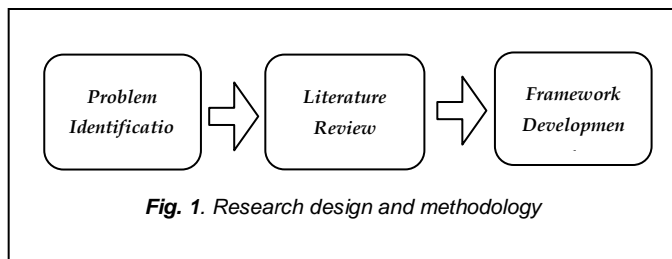 Problem
Identificatio
Literature
Review
Framework
Developmen
Fig. 1. Research design and methodology